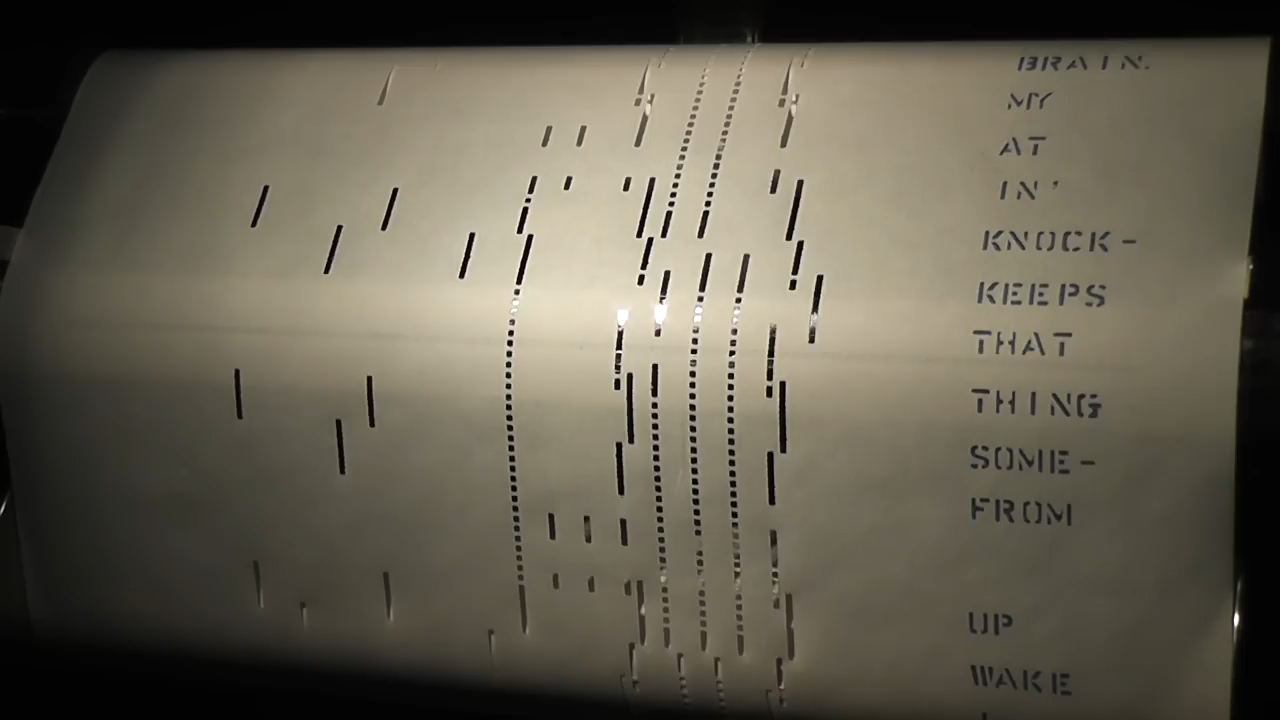 BRAIN.
MY
AT
IN'
KNOCK-
KEEPS
THAT
THING
SOME-
FROM
UP
WAKE